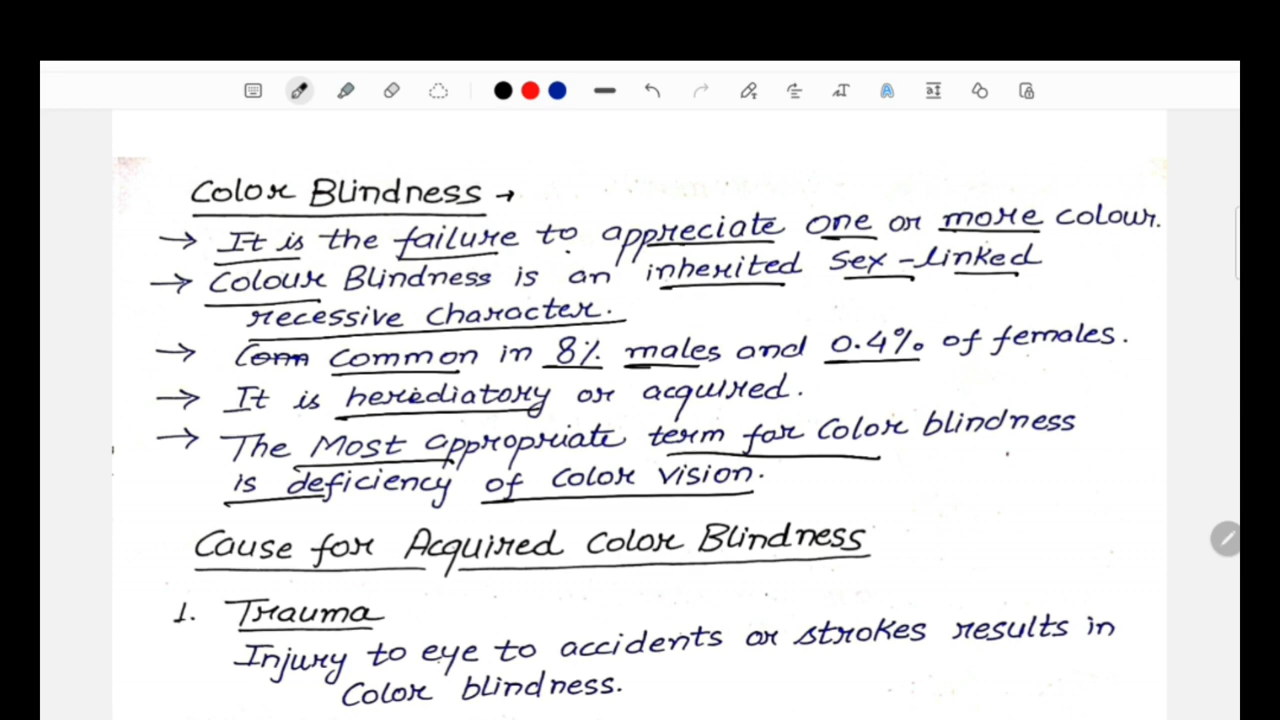 Color Blindness →
→ It is the failure to appreciate one or more colour.
→ Colour Blindness is an inherited sex-linked
recessive character.
→ Com common in 8% males and 0.4% of females.
→ It is herediatory or acquired.
→ The Most appropriate term for color blindness
is deficiency of color vision.
Cause for Acquired Color Blindness
1. Trauma
Injury to eye to accidents or strokes results in
Color blindness.